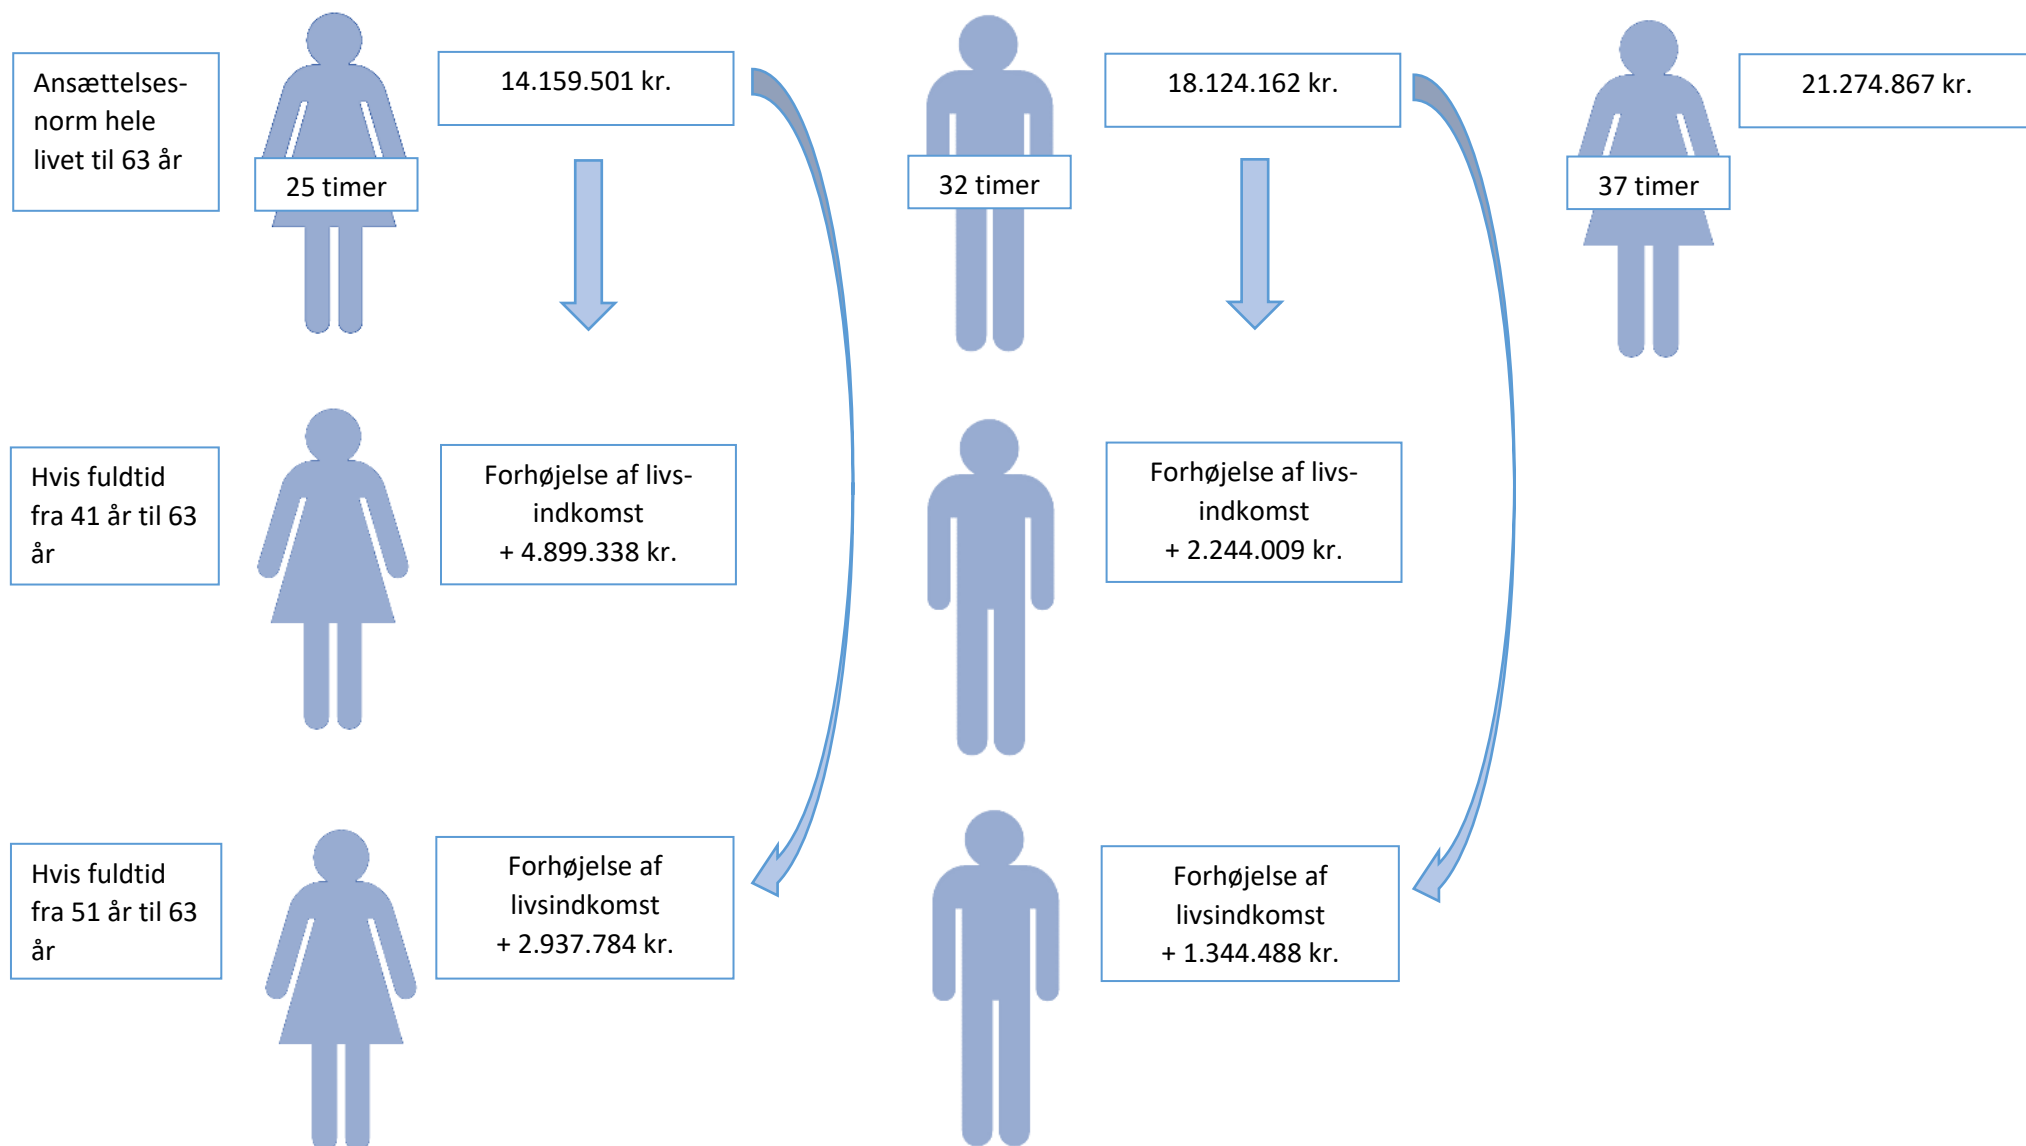 Ansættelses-
norm hele
livet til 63 år
25 timer
14.159.501 kr.
32 timer
18.124.162 kr.
37 timer
21.274.867 kr.
Hvis fuldtid
fra 41 år til 63
år
Forhøjelse af livs-
indkomst
+ 4.899.338 kr.
Forhøjelse af livs-
indkomst
+ 2.244.009 kr.
Hvis fuldtid
fra 51 år til 63
år
Forhøjelse af
livsindkomst
+ 2.937.784 kr.
Forhøjelse af
livsindkomst
+ 1.344.488 kr.